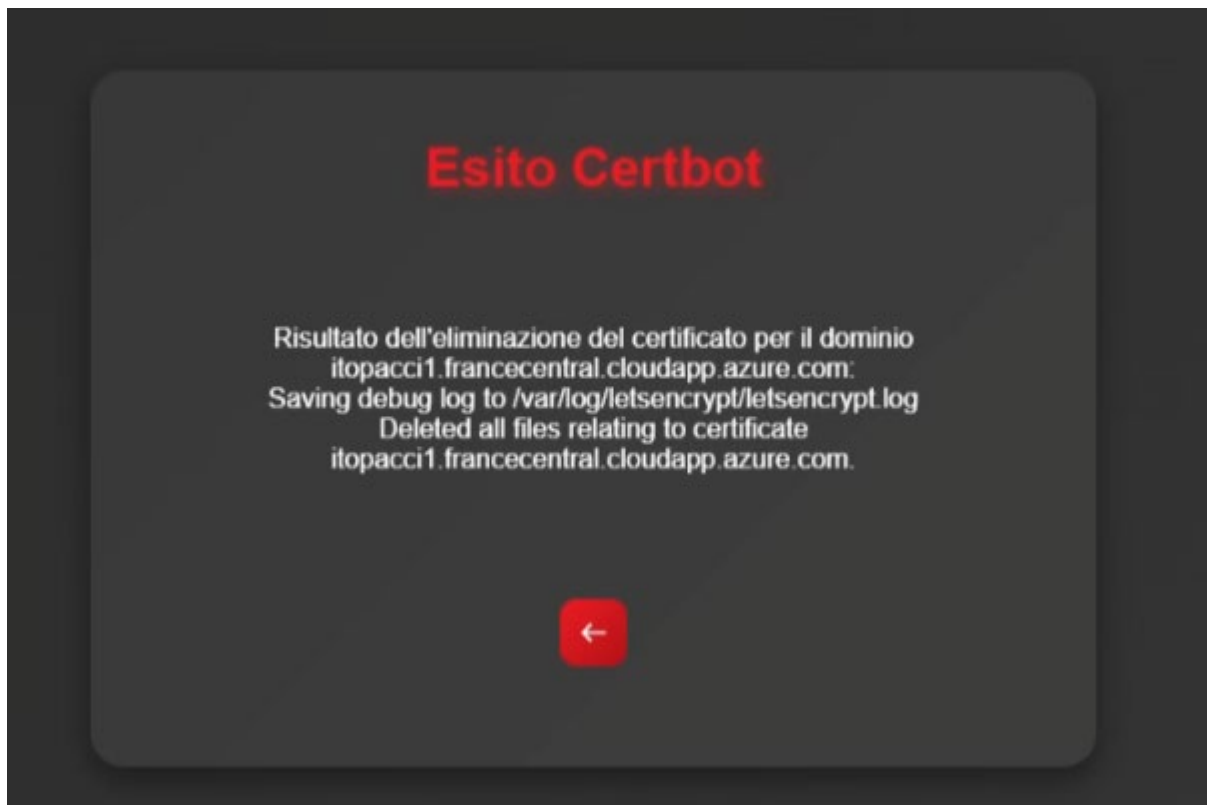 Esito Certbot
Risultato dell'eliminazione del certificato per il dominio
itopacci1.francecentral.cloudapp.azure.com:
Saving debug log to /var/log/letsencrypt/letsencrypt.log
Deleted all files relating to certificate
itopacci1.francecentral.cloudapp.azure.com.